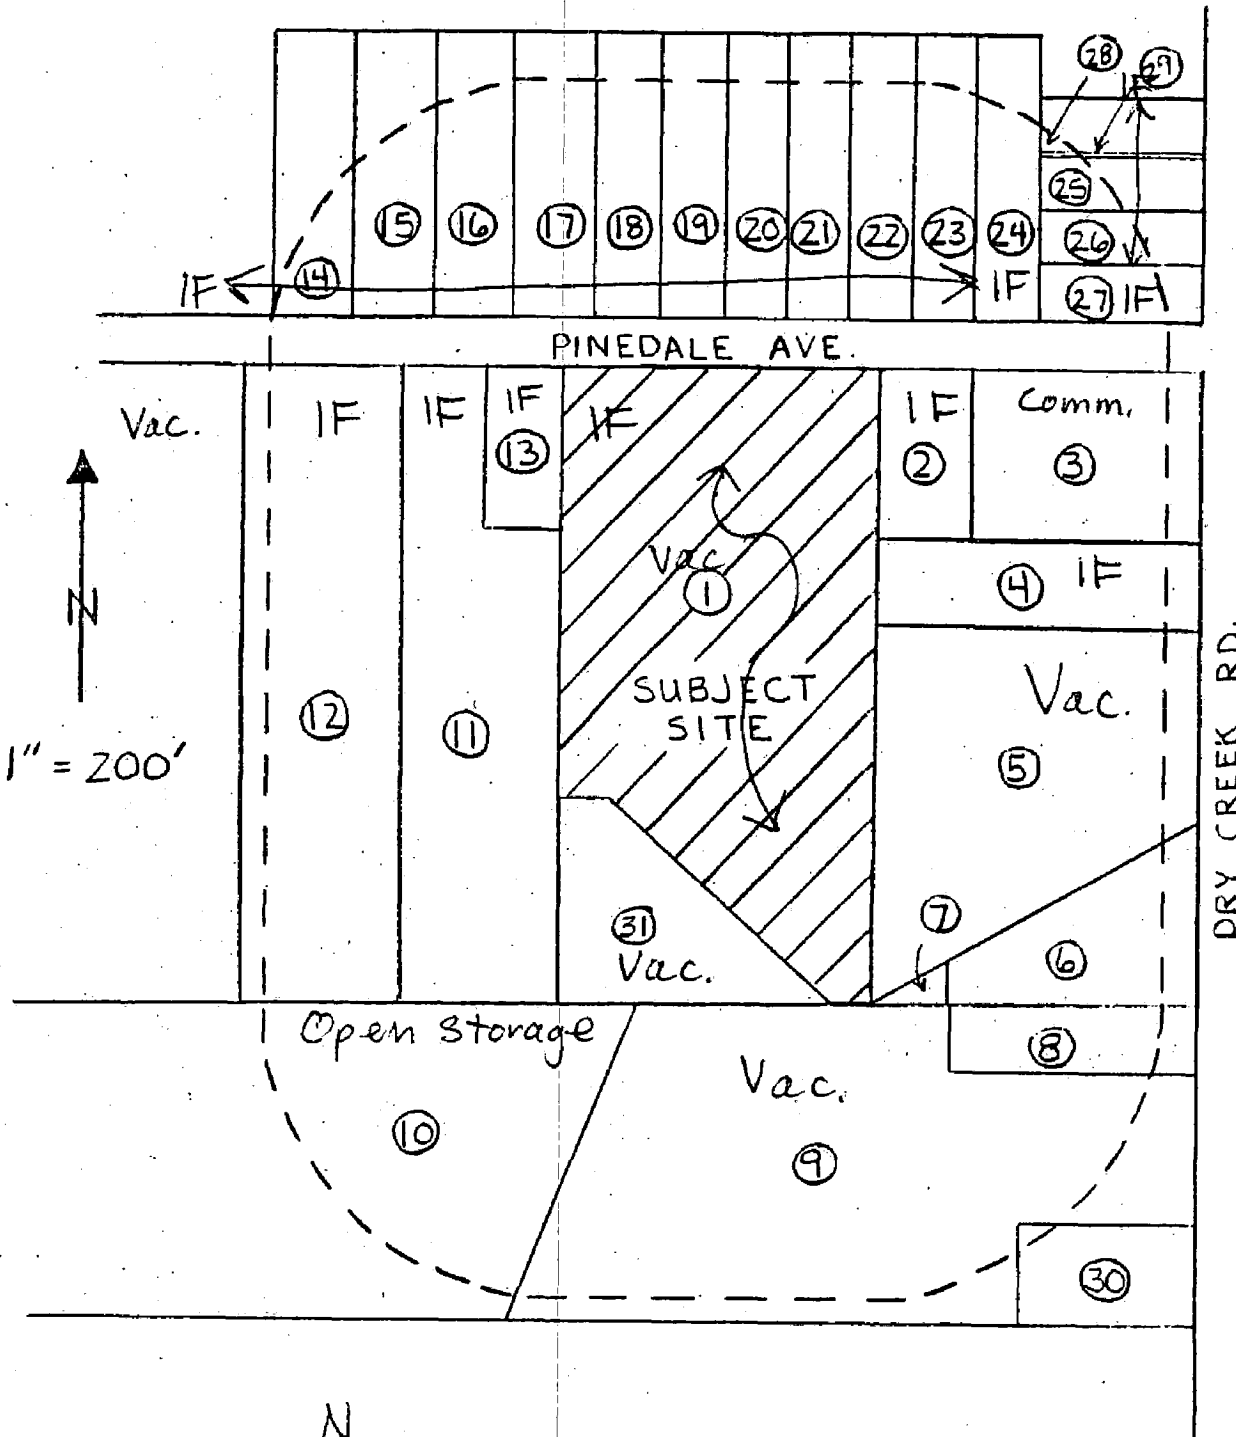 28 29
1F
25
15 16 17 18 19 20 21 22 23 24 26
1F 14 1F 27 1F
PINEDALE AVE.
Vac. 1F 1F 1F 1F 1F Comm.
13 2 3
Vac. 4 1F
N 1
SUBJECT Vac.
SITE
12 11 5
1" = 200'
DRY CREEK RD.
31 7
Vac. 6
Open Storage
8
Vac.
10 9
30
N